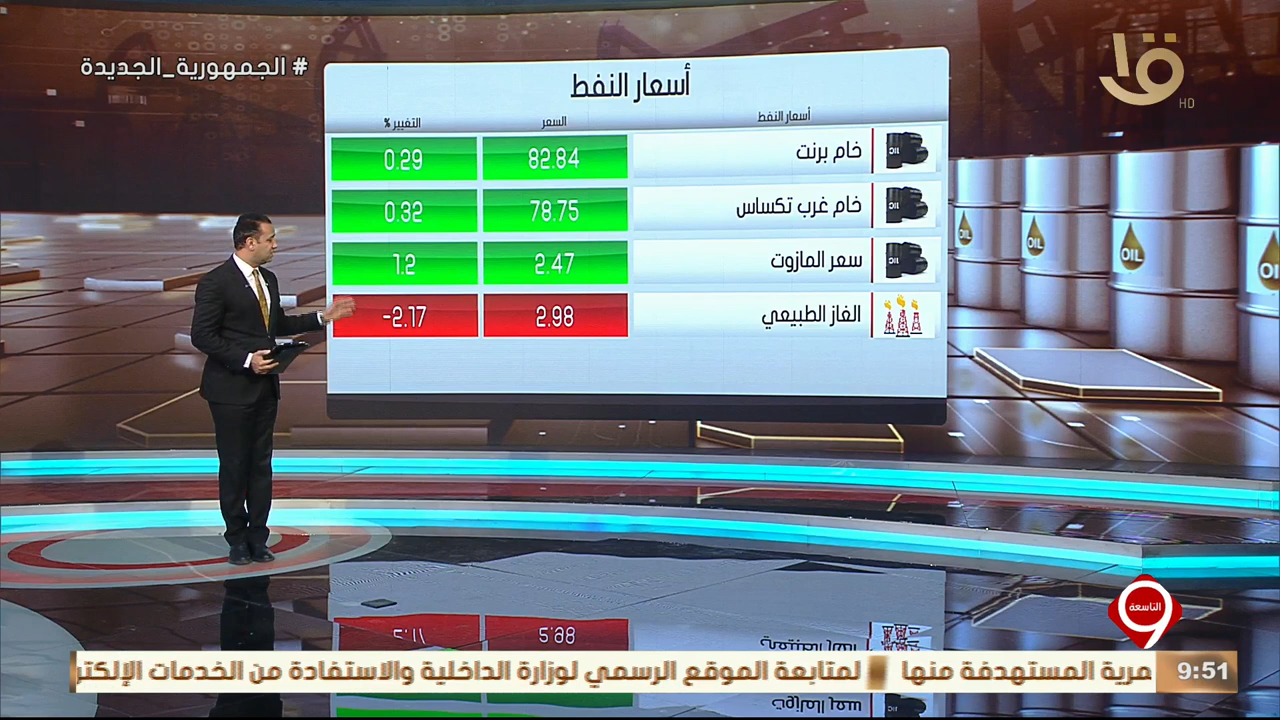 # الجمهورية_الجديدة
HD
أسعار النفط
أسعار النفط السعر التغيير %
خام برنت 82.84 0.29
خام غرب تكساس 78.75 0.32
سعر المازوت 2.47 1.2
الغاز الطبيعي 2.98 -2.17
OIL OIL OIL OIL
التاسعة
9
9:51 مرية المستهدفة منها لمتابعة الموقع الرسمي لوزارة الداخلية والاستفادة من الخدمات الإلكتر